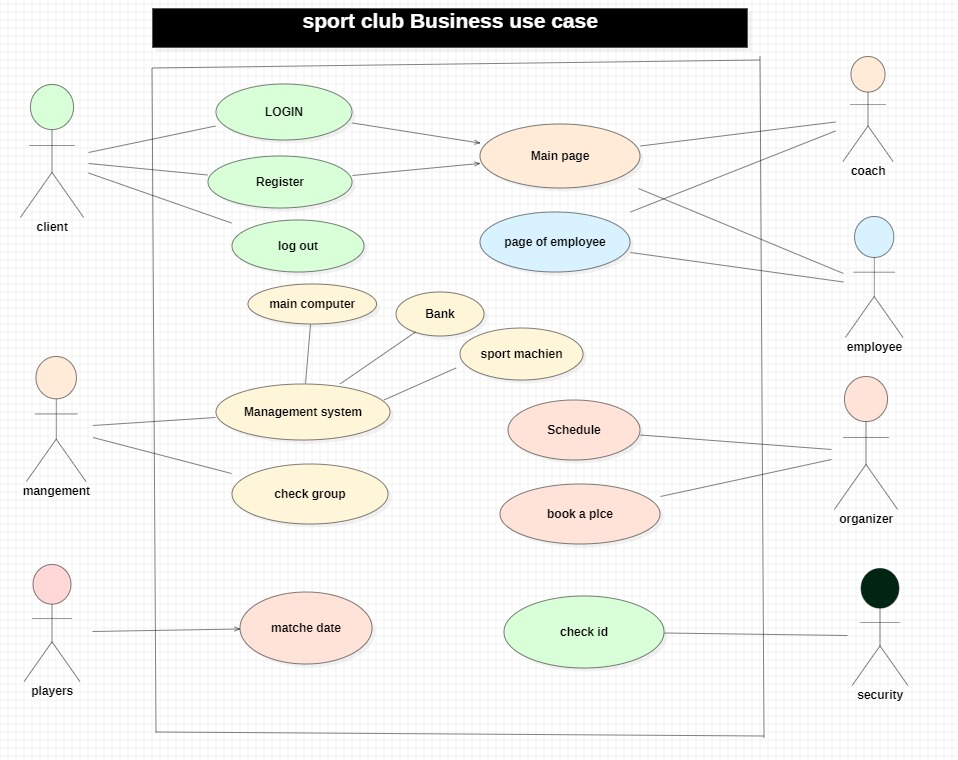 sport club Business use case
LOGIN
Register
log out
Main page
page of employee
main computer
Bank
sport machien
Management system
check group
Schedule
book a plce
matche date
check id
client
mangement
players
coach
employee
organizer
security